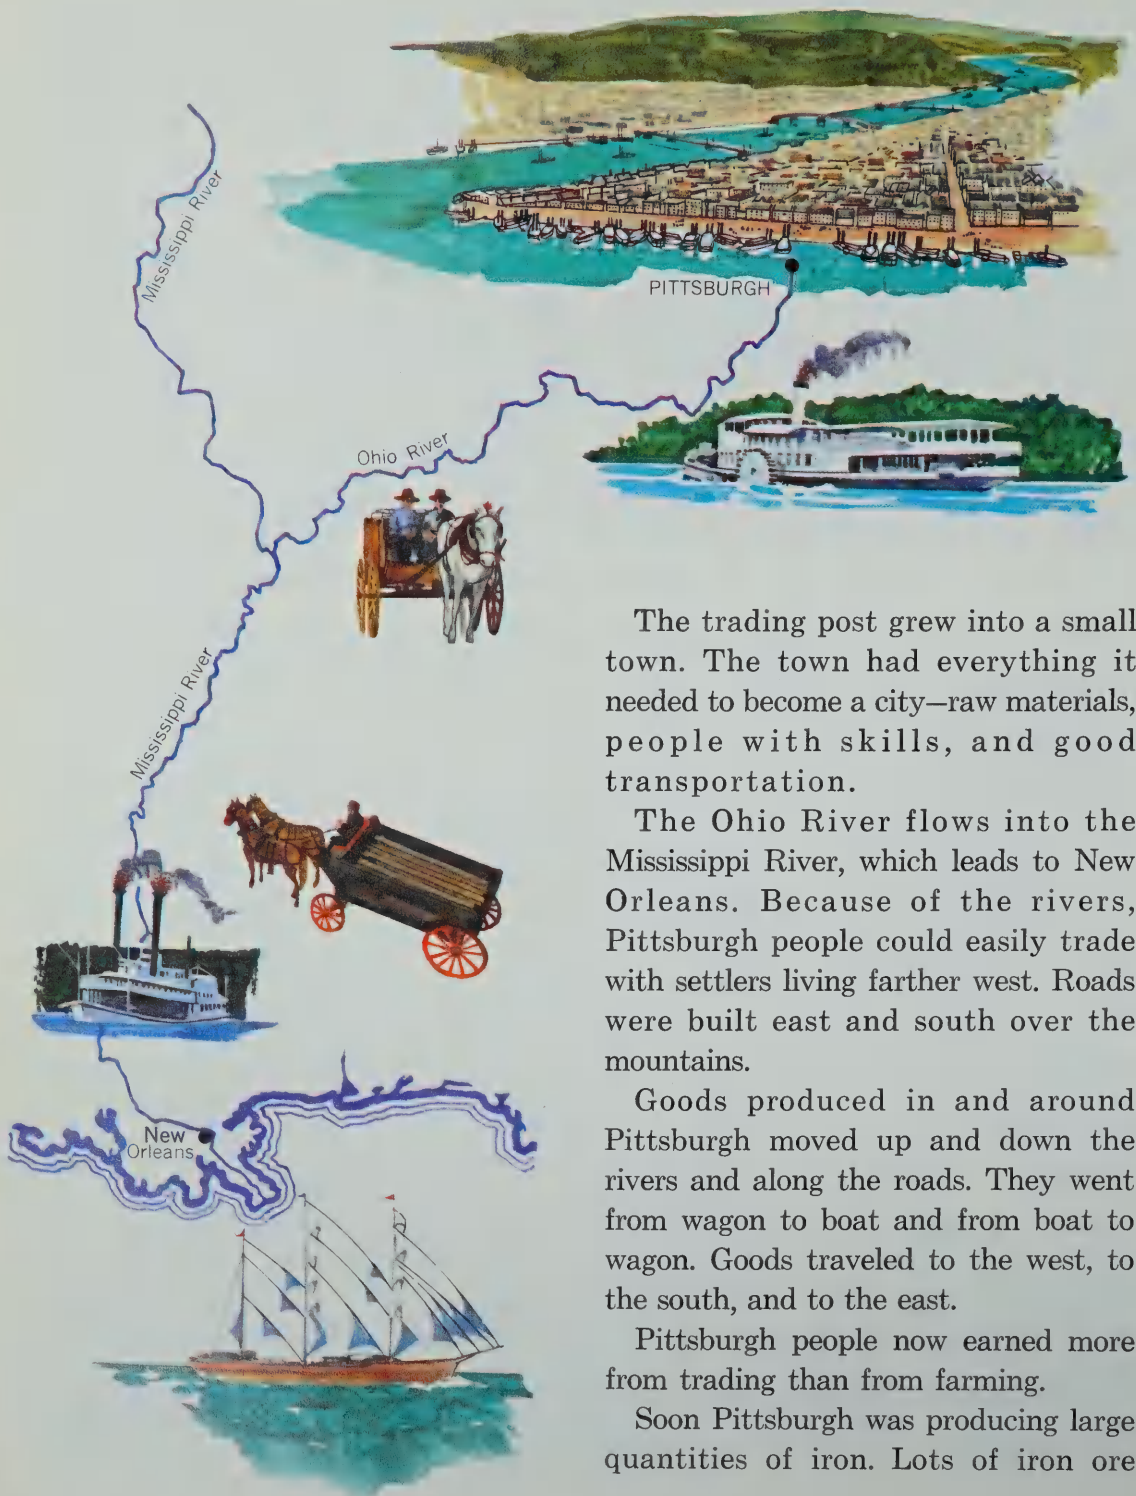 Mississippi River
PITTSBURGH
Ohio River
Mississippi River
New
Orleans
The trading post grew into a small
town. The town had everything it
needed to become a city—raw materials,
people with skills, and good
transportation.
The Ohio River flows into the
Mississippi River, which leads to New
Orleans. Because of the rivers,
Pittsburgh people could easily trade
with settlers living farther west. Roads
were built east and south over the
mountains.
Goods produced in and around
Pittsburgh moved up and down the
rivers and along the roads. They went
from wagon to boat and from boat to
wagon. Goods traveled to the west, to
the south, and to the east.
Pittsburgh people now earned more
from trading than from farming.
Soon Pittsburgh was producing large
quantities of iron. Lots of iron ore